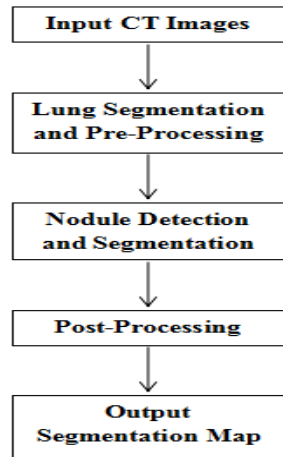 Input CT Images
Lung Segmentation
and Pre-Processing
Nodule Detection
and Segmentation
Post-Processing
Output
Segmentation Map